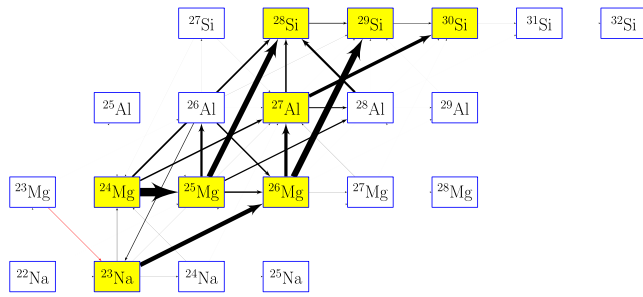 ²⁷Si ²⁸Si ²⁹Si ³⁰Si ³¹Si ³²Si
²⁵Al ²⁶Al ²⁷Al ²⁸Al ²⁹Al
²³Mg ²⁴Mg ²⁵Mg ²⁶Mg ²⁷Mg ²⁸Mg
²²Na ²³Na ²⁴Na ²⁵Na